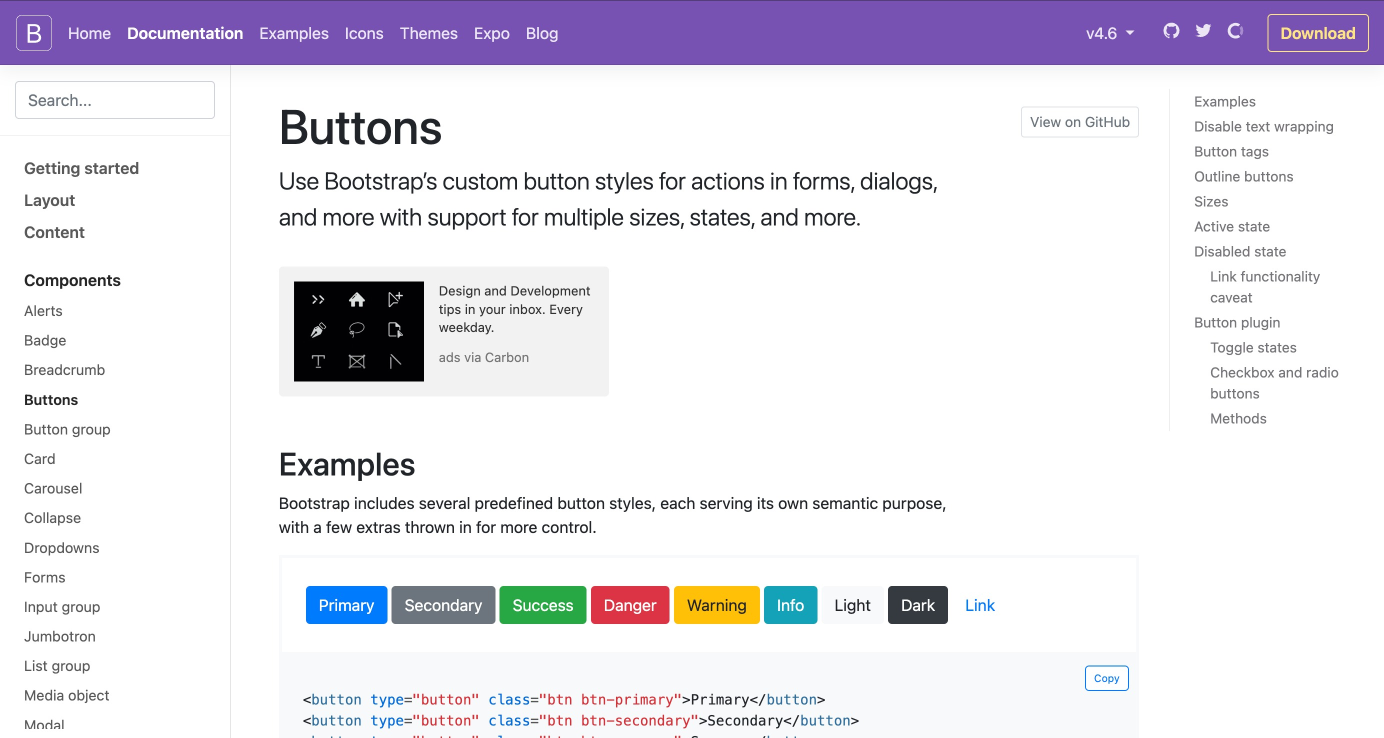 B Home Documentation Examples Icons Themes Expo Blog v4.6 Download
Search...
Getting started
Layout
Content
Components
Alerts
Badge
Breadcrumb
Buttons
Button group
Card
Carousel
Collapse
Dropdowns
Forms
Input group
Jumbotron
List group
Media object
Modal
Buttons
View on GitHub
Use Bootstrap’s custom button styles for actions in forms, dialogs,
and more with support for multiple sizes, states, and more.
Design and Development
tips in your inbox. Every
weekday.
ads via Carbon
Examples
Bootstrap includes several predefined button styles, each serving its own semantic purpose,
with a few extras thrown in for more control.
Primary Secondary Success Danger Warning Info Light Dark Link
Copy
<button type="button" class="btn btn-primary">Primary</button>
<button type="button" class="btn btn-secondary">Secondary</button>
Examples
Disable text wrapping
Button tags
Outline buttons
Sizes
Active state
Disabled state
Link functionality
caveat
Button plugin
Toggle states
Checkbox and radio
buttons
Methods